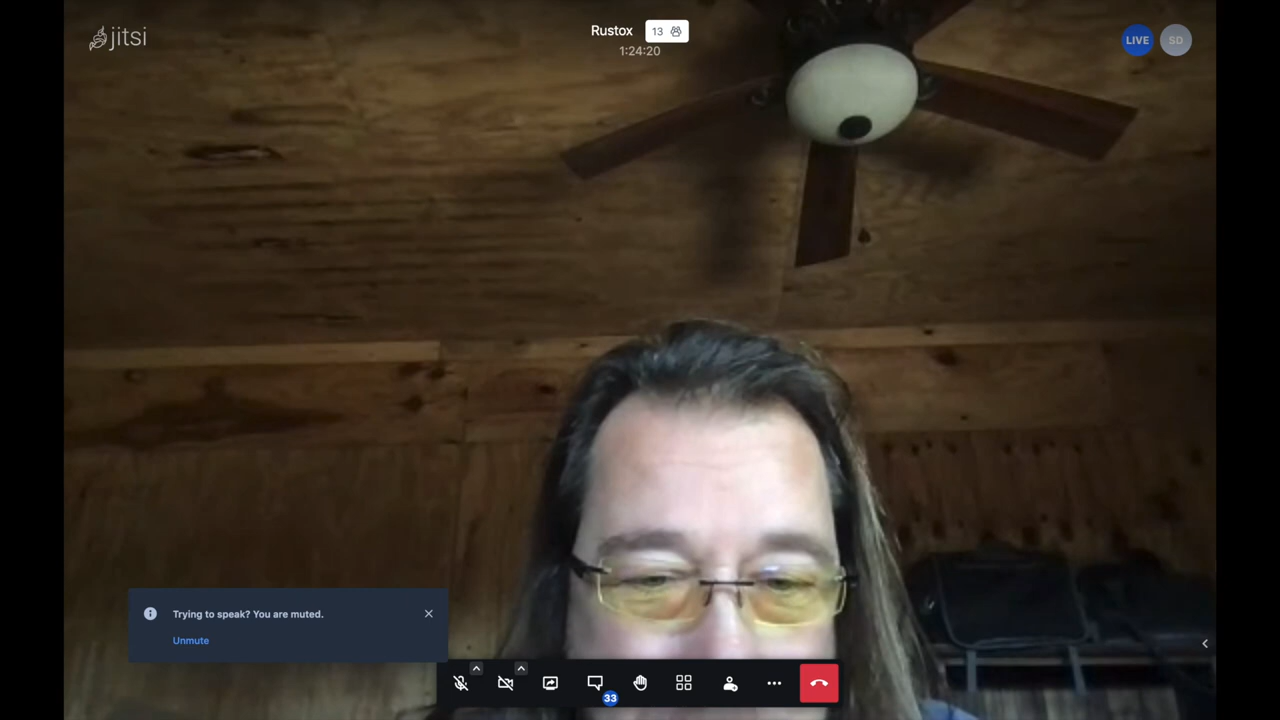 jitsi
Rustox 13
1:24:20
LIVE SD
Trying to speak? You are muted.
Unmute
33